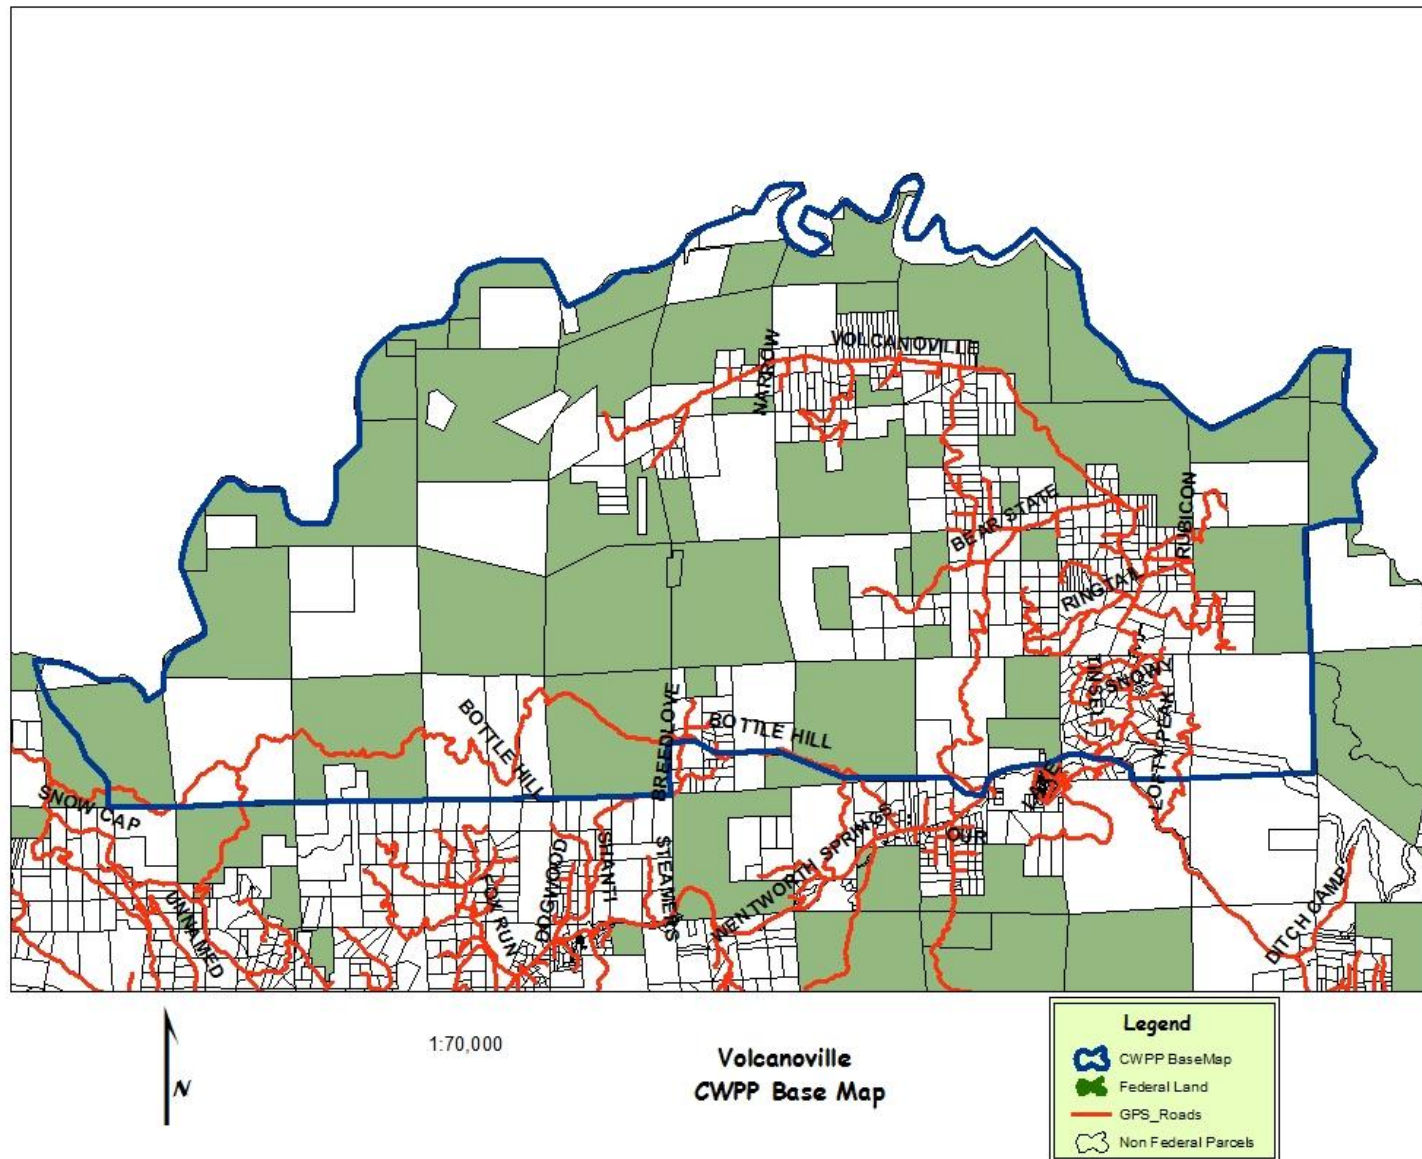 VOLCANOVILLE
NARROW
RUBICON
BEAR STATE
RINGTAIL
TINSEL
SNOWY
LOFTY PEAK
BREEDLOVE
BOTTLE HILL
BOTTLE HILL
LAKE
SNOW CAP
WENTWORTH SPRINGS
OUR
SHANTI
STEAMERS
DOGWOOD
FOX RUN
UNNAMED
DITCH CAMP
N
1:70,000
Volcanoville
CWPP Base Map
Legend
CWPP BaseMap
Federal Land
GPS_Roads
Non Federal Parcels